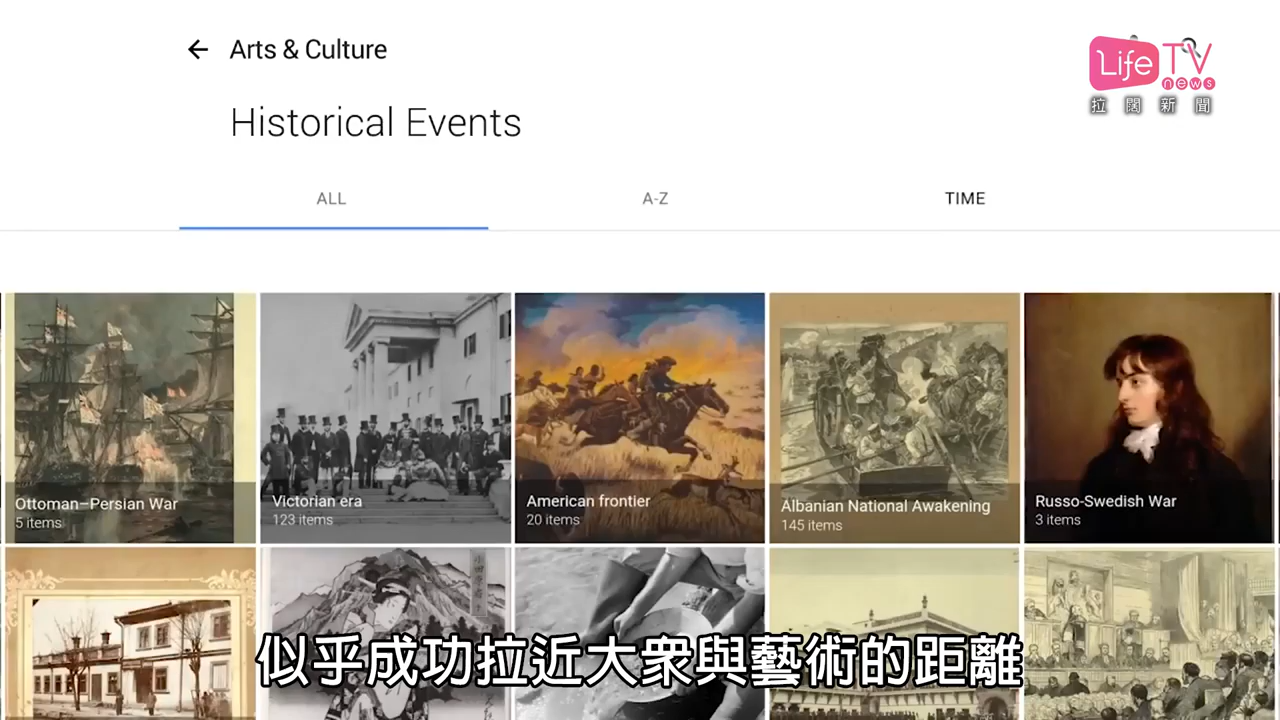 Arts & Culture
Life TV
news
拉闊新聞
Historical Events
ALL
A-Z
TIME
Ottoman–Persian War
5 items
Victorian era
123 items
American frontier
20 items
Albanian National Awakening
145 items
Russo-Swedish War
3 items
似乎成功拉近大眾與藝術的距離